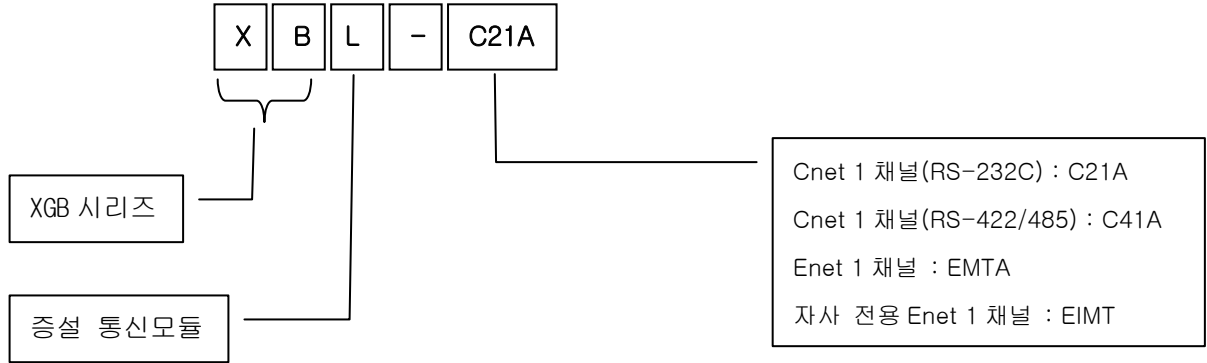 X B L - C21A
Cnet 1 채널(RS-232C) : C21A
XGB 시리즈
Cnet 1 채널(RS-422/485) : C41A
Enet 1 채널 : EMTA
자사 전용 Enet 1 채널 : EIMT
증설 통신모듈